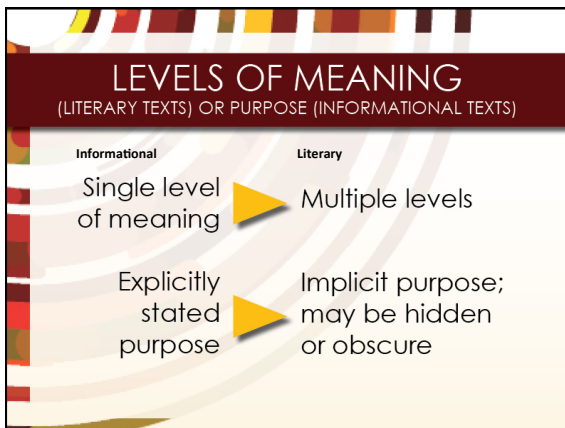 LEVELS OF MEANING
(LITERARY TEXTS) OR PURPOSE (INFORMATIONAL TEXTS)
Informational
Literary
Single level
of meaning
Multiple levels
Explicitly
stated
purpose
Implicit purpose;
may be hidden
or obscure